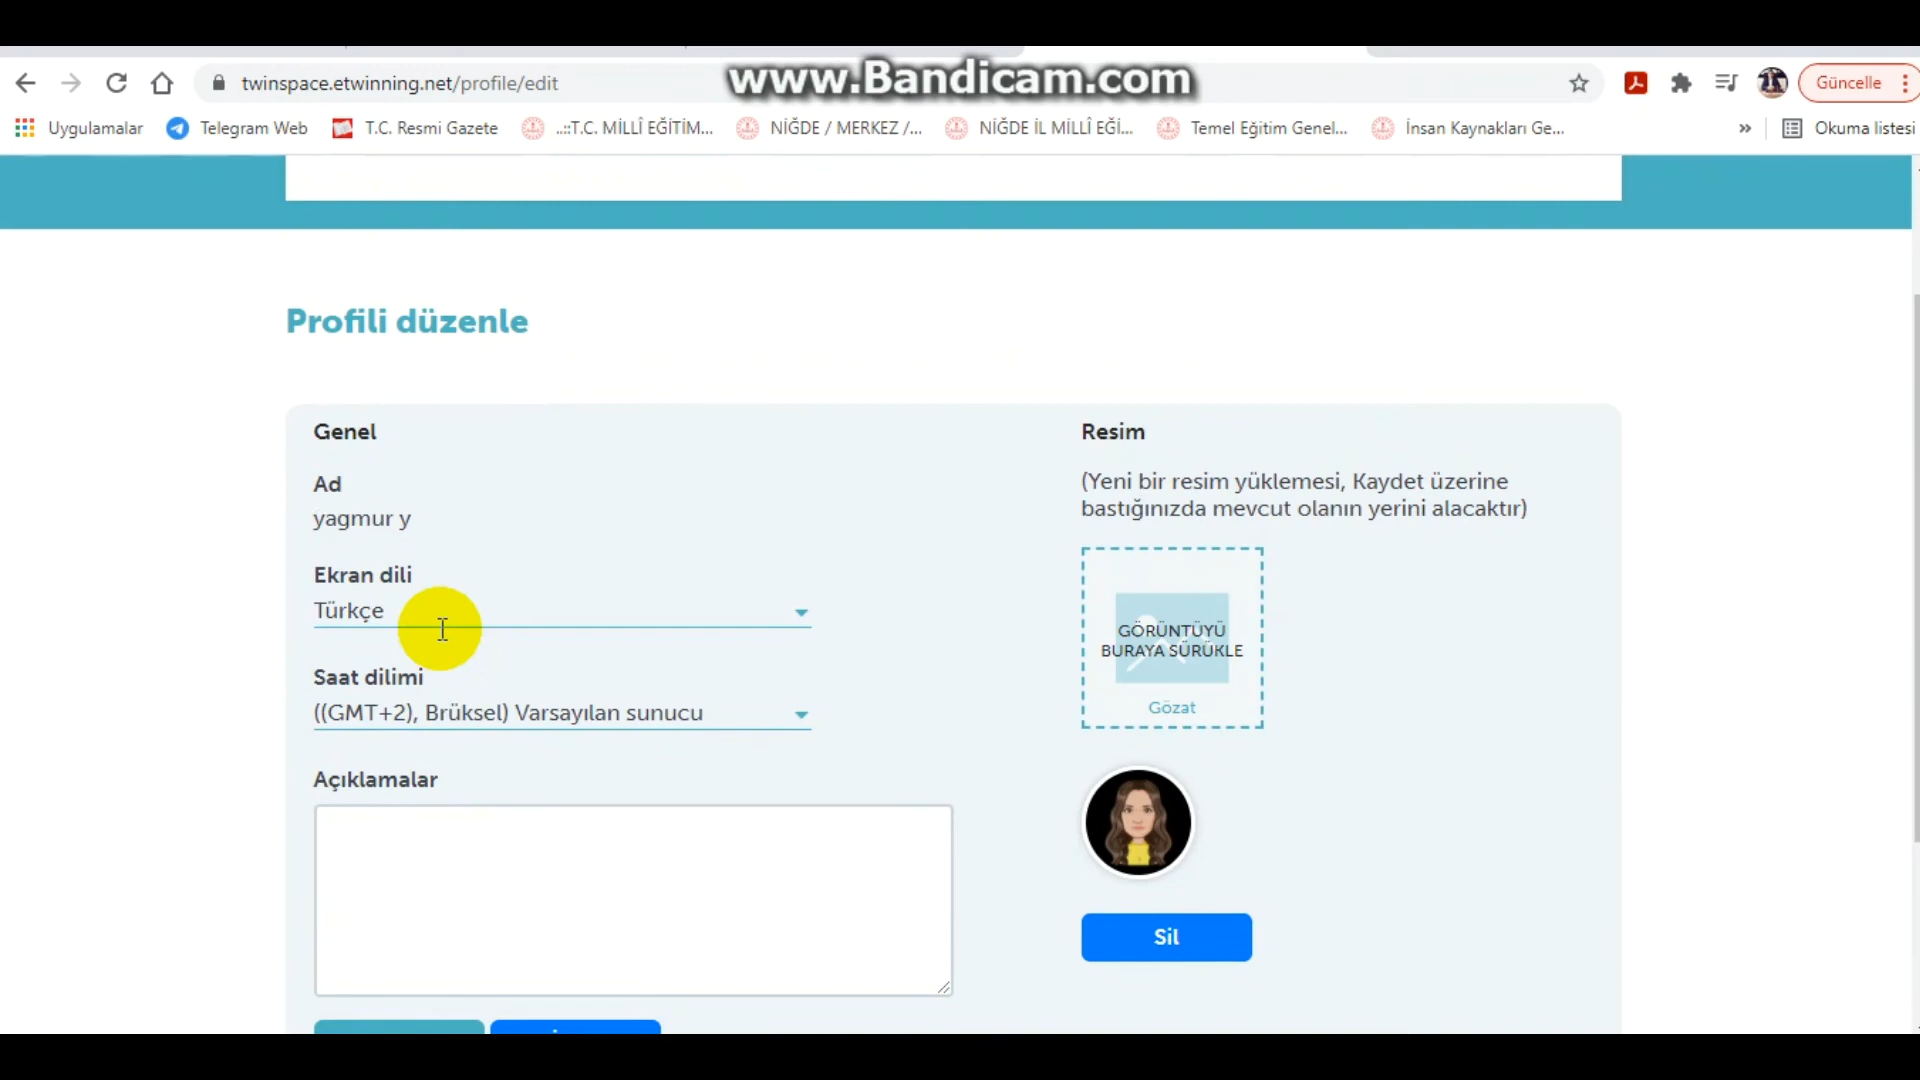 twinspace.etwinning.net/profile/edit
www.Bandicam.com
Güncelle
Uygulamalar
Telegram Web
T.C. Resmi Gazete
..::T.C. MİLLÎ EĞİTİM...
NİĞDE / MERKEZ /...
NİĞDE İL MİLLÎ EĞİ...
Temel Eğitim Genel...
İnsan Kaynakları Ge...
»
Okuma listesi
Profili düzenle
Genel
Ad
yagmur y
Ekran dili
Türkçe
Saat dilimi
((GMT+2), Brüksel) Varsayılan sunucu
Açıklamalar
Resim
(Yeni bir resim yüklemesi, Kaydet üzerine
bastığınızda mevcut olanın yerini alacaktır)
GÖRÜNTÜYÜ
BURAYA SÜRÜKLE
Gözat
Sil